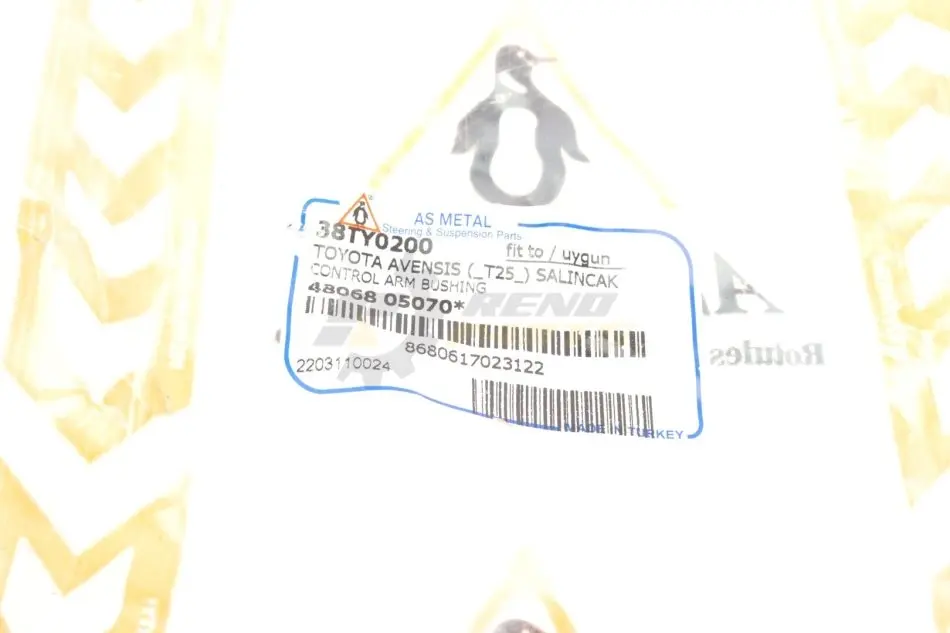 AS METAL
Steering & Suspension Parts
38TY0200
fit to / uygun
TOYOTA AVENSIS (_T25_) SALINCAK
CONTROL ARM BUSHING
48068 05070*
REND
8680617023122
2203110024
MADE IN TURKEY
Rotules